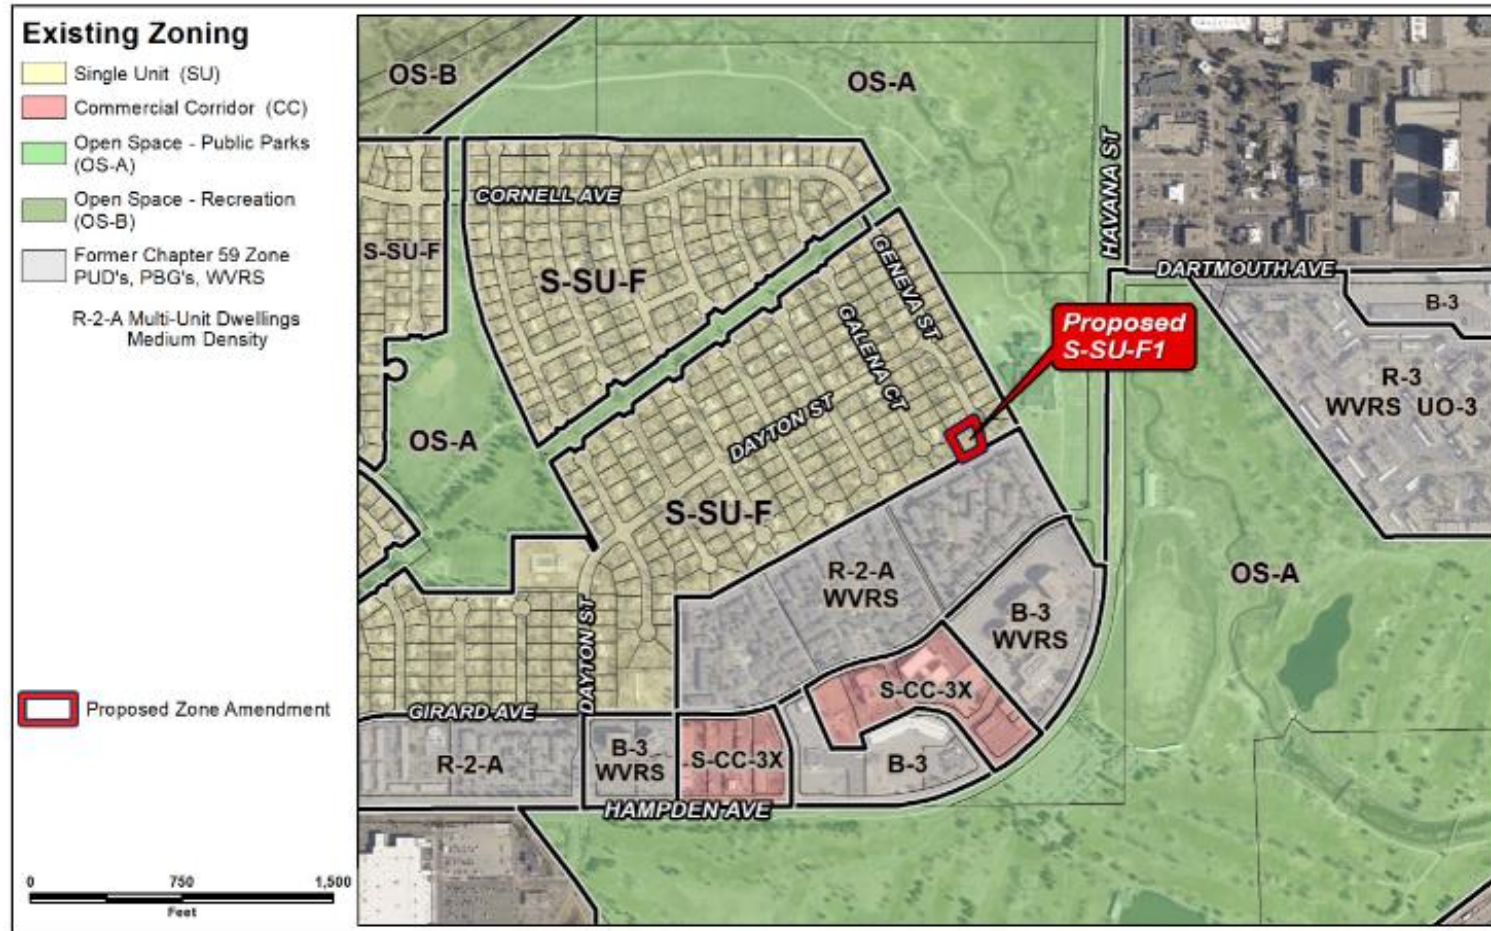 Existing Zoning
Single Unit (SU)
Commercial Corridor (CC)
Open Space - Public Parks
(OS-A)
Open Space - Recreation
(OS-B)
Former Chapter 59 Zone
PUD's, PBG's, WVRS
R-2-A Multi-Unit Dwellings
Medium Density
Proposed Zone Amendment
0 750 1,500
Feet
OS-B
OS-A
HAVANA ST
CORNELL AVE
S-SU-F
S-SU-F
GENEVA ST
DARTMOUTH AVE
B-3
GALENA CT
Proposed
S-SU-F1
R-3
WVRS UO-3
DAYTON ST
OS-A
S-SU-F
R-2-A
WVRS
OS-A
B-3
WVRS
DAYTON ST
S-CC-3X
GIRARD AVE
R-2-A
B-3
WVRS
S-CC-3X
B-3
HAMPDEN AVE